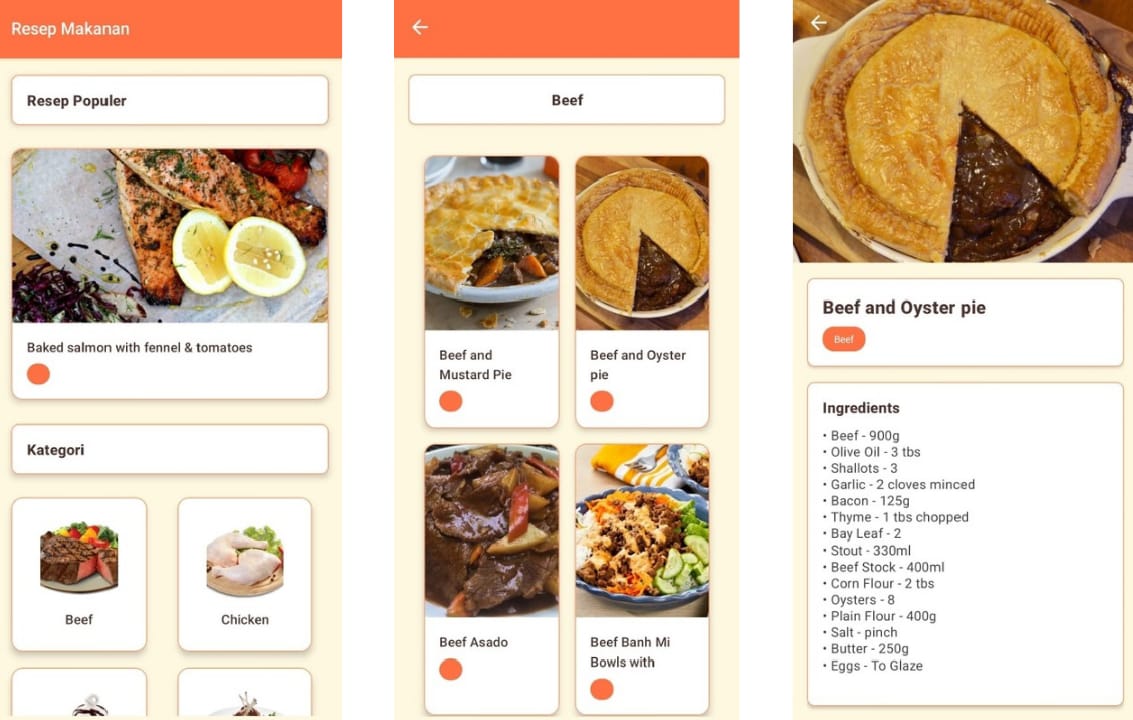 Resep Makanan
Resep Populer
Baked salmon with fennel & tomatoes
Kategori
Beef
Chicken
Beef
Beef and
Mustard Pie
Beef and Oyster
pie
Beef Asado
Beef Banh Mi
Bowls with
Beef and Oyster pie
Beef
Ingredients
• Beef - 900g
• Olive Oil - 3 tbs
• Shallots - 3
• Garlic - 2 cloves minced
• Bacon - 125g
• Thyme - 1 tbs chopped
• Bay Leaf - 2
• Stout - 330ml
• Beef Stock - 400ml
• Corn Flour - 2 tbs
• Oysters - 8
• Plain Flour - 400g
• Salt - pinch
• Butter - 250g
• Eggs - To Glaze